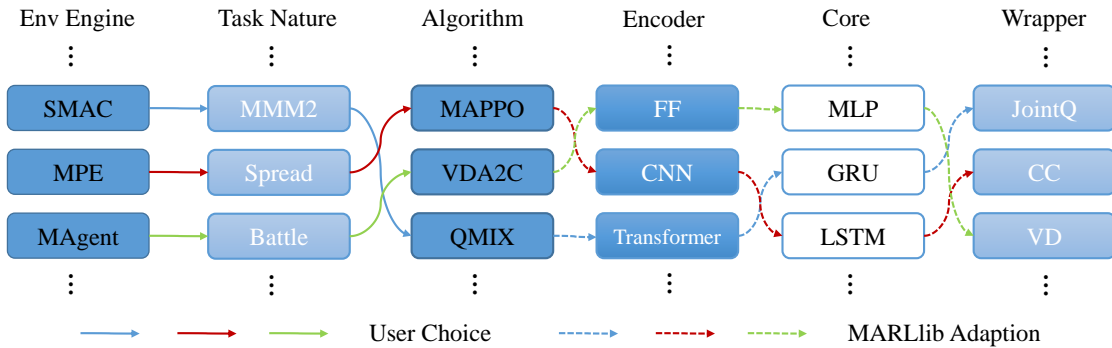 Env Engine Task Nature Algorithm Encoder Core Wrapper
SMAC MMM2 MAPPO FF MLP JointQ
MPE Spread VDA2C CNN GRU CC
MAgent Battle QMIX Transformer LSTM VD
User Choice MARLlib Adaption